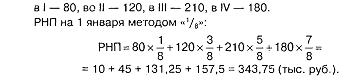 в I — 80, во II — 120, в III — 210, в IV — 180.
РНП на 1 января методом «1/8»:
РНП = 80 × 1/8 + 120 × 3/8 + 210 × 5/8 + 180 × 7/8 =
= 10 + 45 + 131,25 + 157,5 = 343,75 (тыс. руб.).